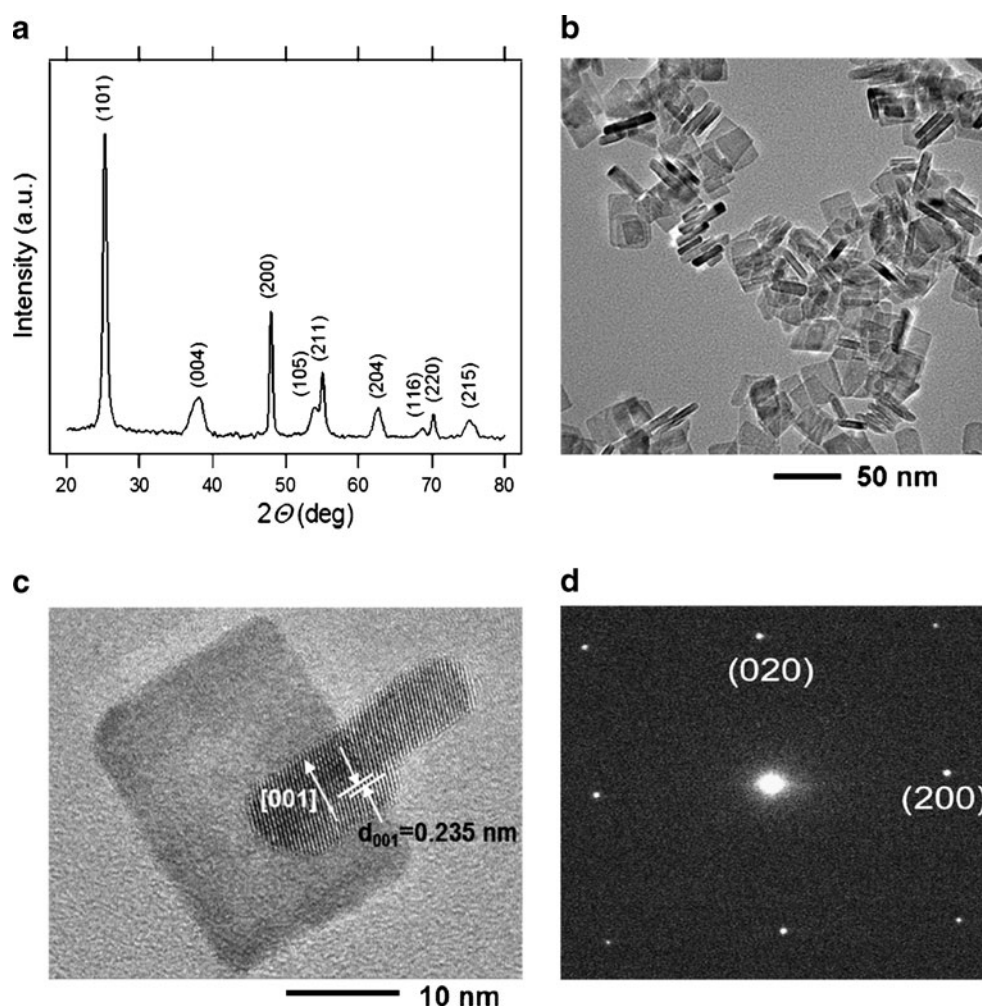 a
b
Intensity (a.u.)
(101)
(004)
(200)
(105)
(211)
(204)
(116)
(220)
(215)
20 30 40 50 60 70 80
2Θ (deg)
50 nm
c
d
[001]
d001=0.235 nm
10 nm
(020)
(200)